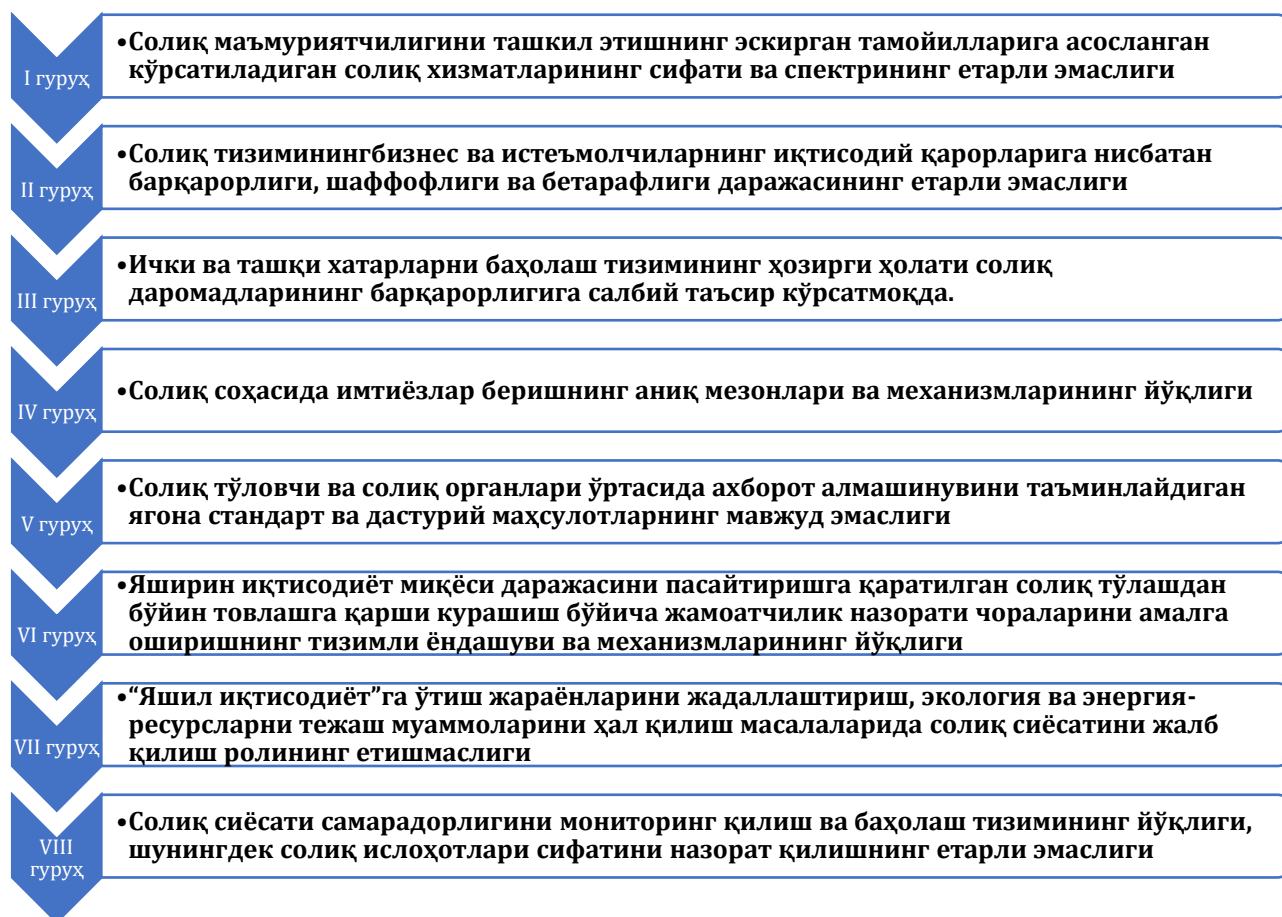 I гуруҳ
•Солиқ маъмуриятчилигини ташкил этишнинг эскирган тамойилларига асосланган
кўрсатиладиган солиқ хизматларининг сифати ва спектрининг етарли эмаслиги
II гуруҳ
•Солиқ тизиминингбизнес ва истеъмолчиларнинг иқтисодий қарорларига нисбатан
барқарорлиги, шаффофлиги ва бетарафлиги даражасининг етарли эмаслиги
III гуруҳ
•Ички ва ташқи хатарларни баҳолаш тизимининг ҳозирги ҳолати солиқ
даромадларининг барқарорлигига салбий таъсир кўрсатмоқда.
IV гуруҳ
•Солиқ соҳасида имтиёзлар беришнинг аниқ мезонлари ва механизмларининг йўқлиги
V гуруҳ
•Солиқ тўловчи ва солиқ органлари ўртасида ахборот алмашинувини таъминлайдиган
ягона стандарт ва дастурий маҳсулотларнинг мавжуд эмаслиги
VI гуруҳ
•Яширин иқтисодиёт миқёси даражасини пасайтиришга қаратилган солиқ тўлашдан
бўйин товлашга қарши курашиш бўйича жамоатчилик назорати чораларини амалга
оширишнинг тизимли ёндашуви ва механизмларининг йўқлиги
VII гуруҳ
•“Яшил иқтисодиёт”га ўтиш жараёнларини жадаллаштириш, экология ва энергия-
ресурсларни тежаш муаммоларини ҳал қилиш масалаларида солиқ сиёсатини жалб
қилиш ролининг етишмаслиги
VIII
гуруҳ
•Солиқ сиёсати самарадорлигини мониторинг қилиш ва баҳолаш тизимининг йўқлиги,
шунингдек солиқ ислоҳотлари сифатини назорат қилишнинг етарли эмаслиги